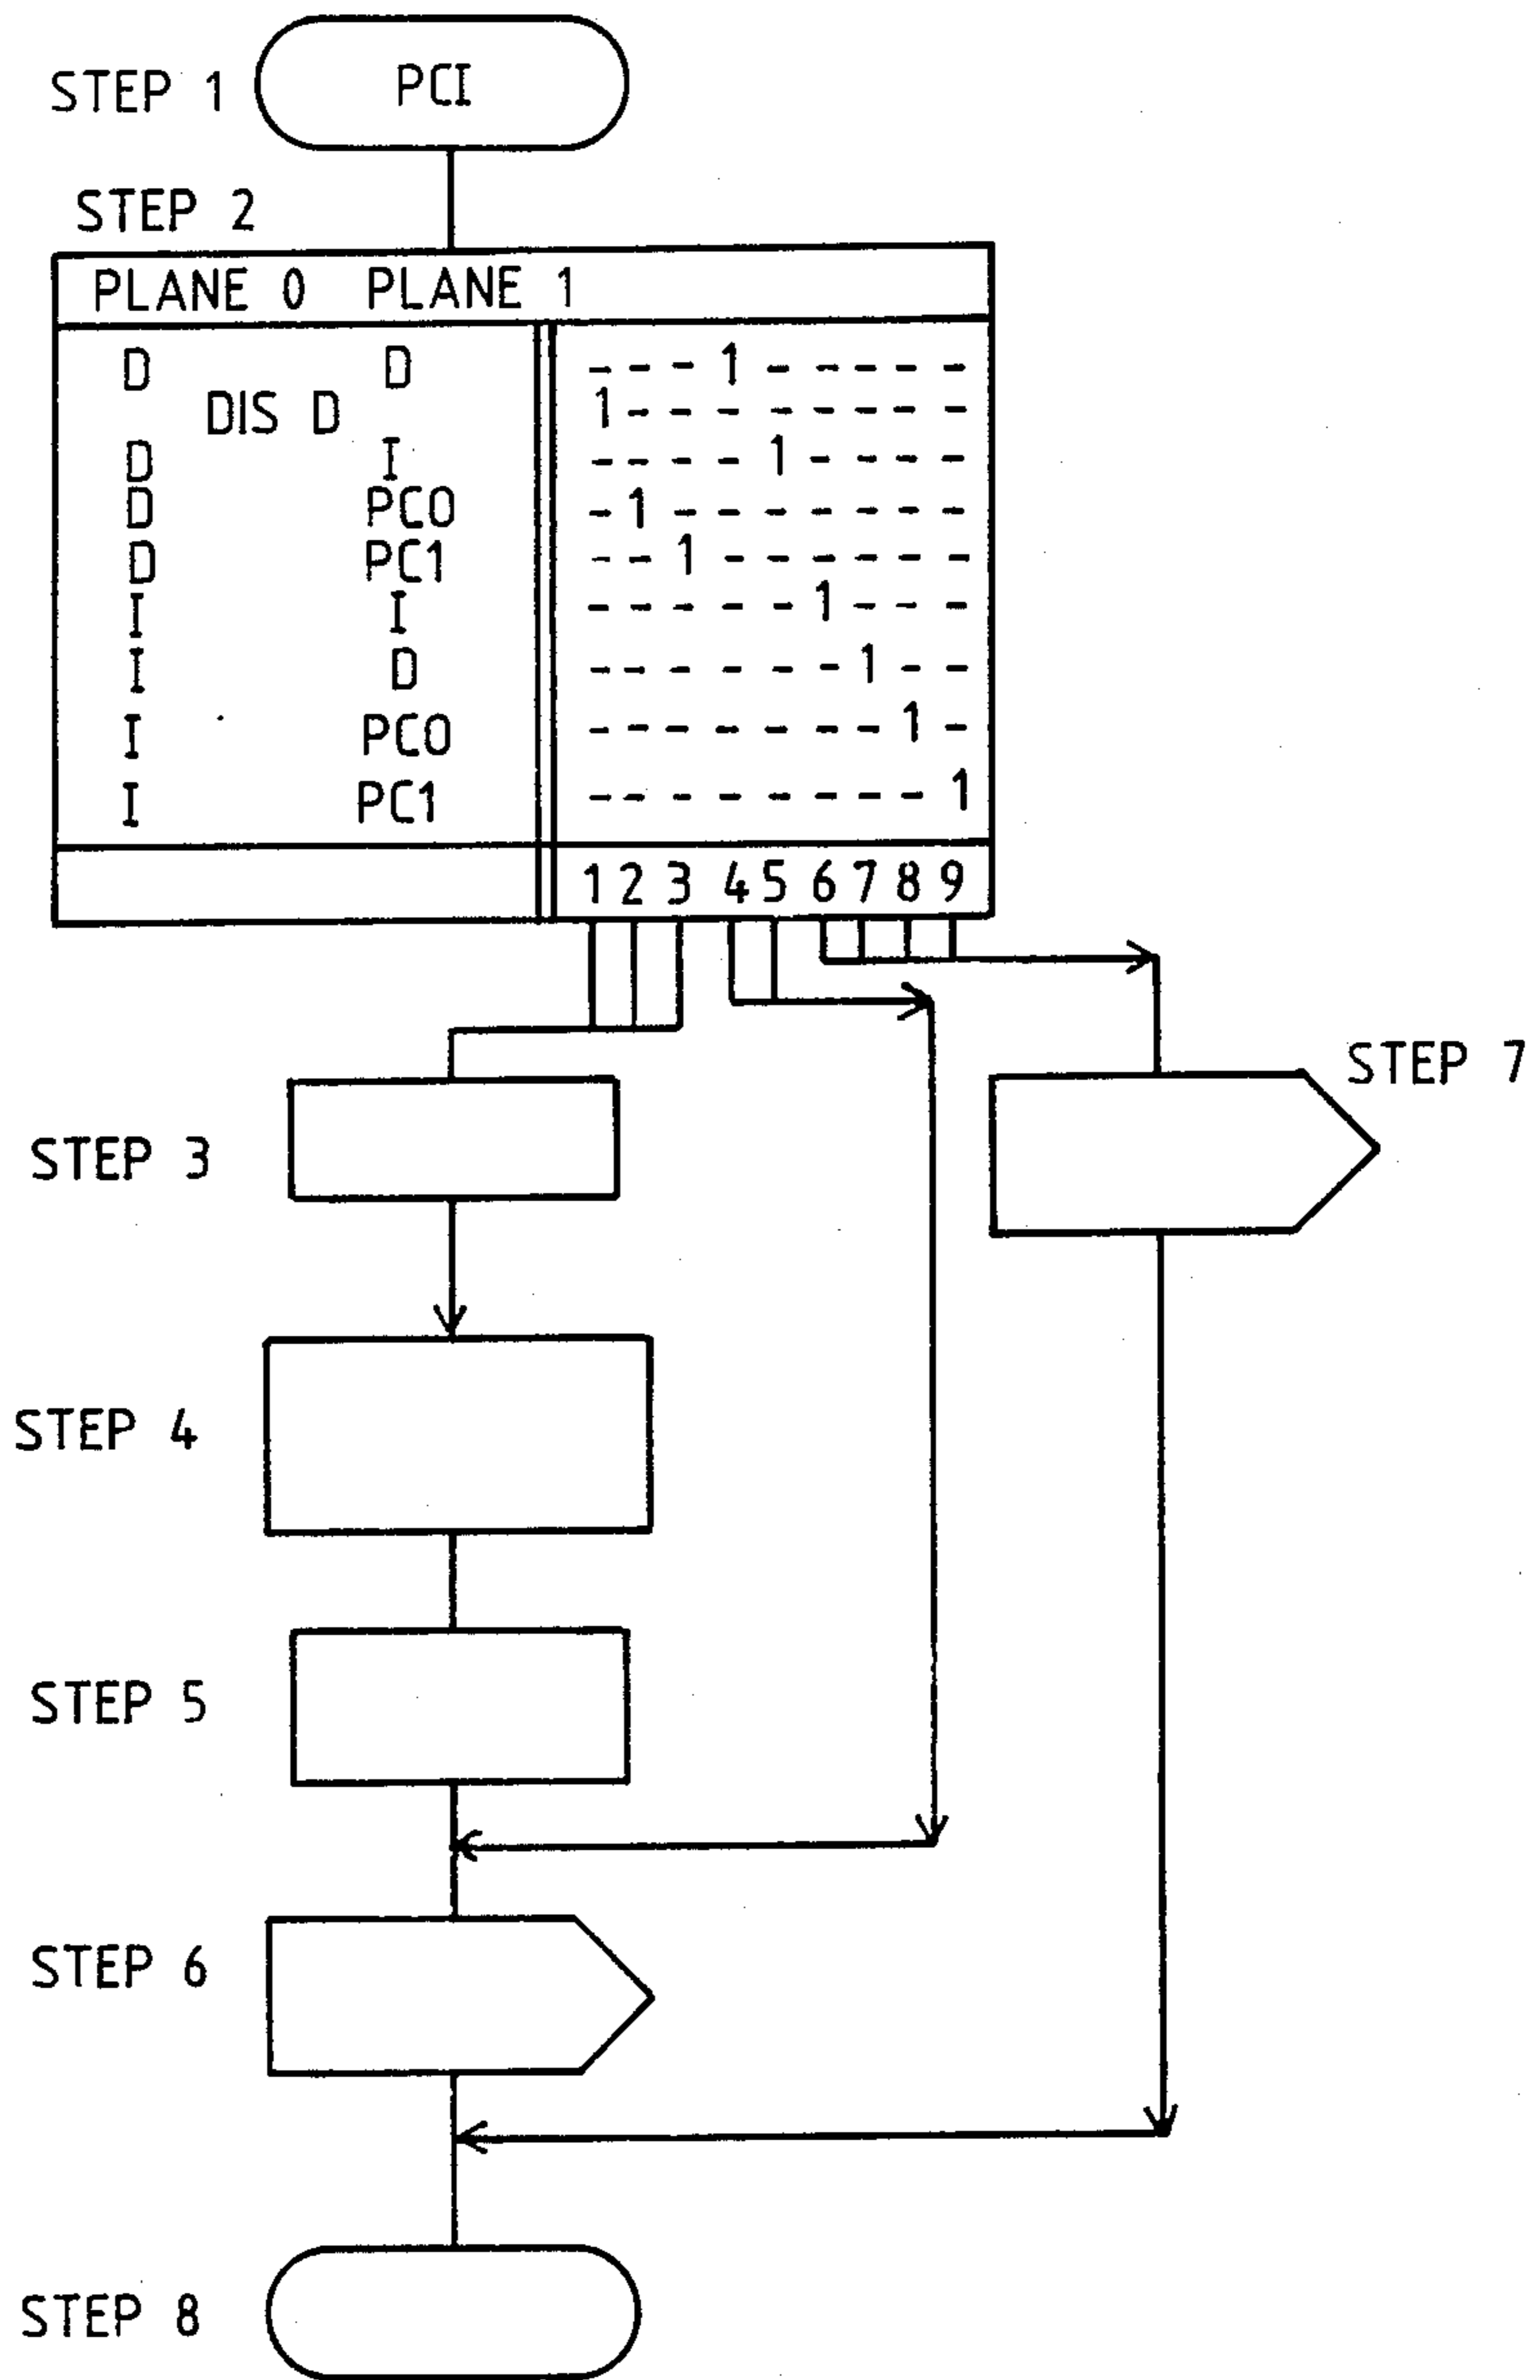 STEP 1 PCI
STEP 2
PLANE 0 PLANE 1
D D - - - 1 - - - - -
DIS D 1 - - - - - - - -
D I - - - - 1 - - - -
D PC0 - 1 - - - - - - -
D PC1 - - 1 - - - - - -
I I - - - - - 1 - - -
I D - - - - - - 1 - -
I PC0 - - - - - - - 1 -
I PC1 - - - - - - - - 1
1 2 3 4 5 6 7 8 9
STEP 7
STEP 3
STEP 4
STEP 5
STEP 6
STEP 8